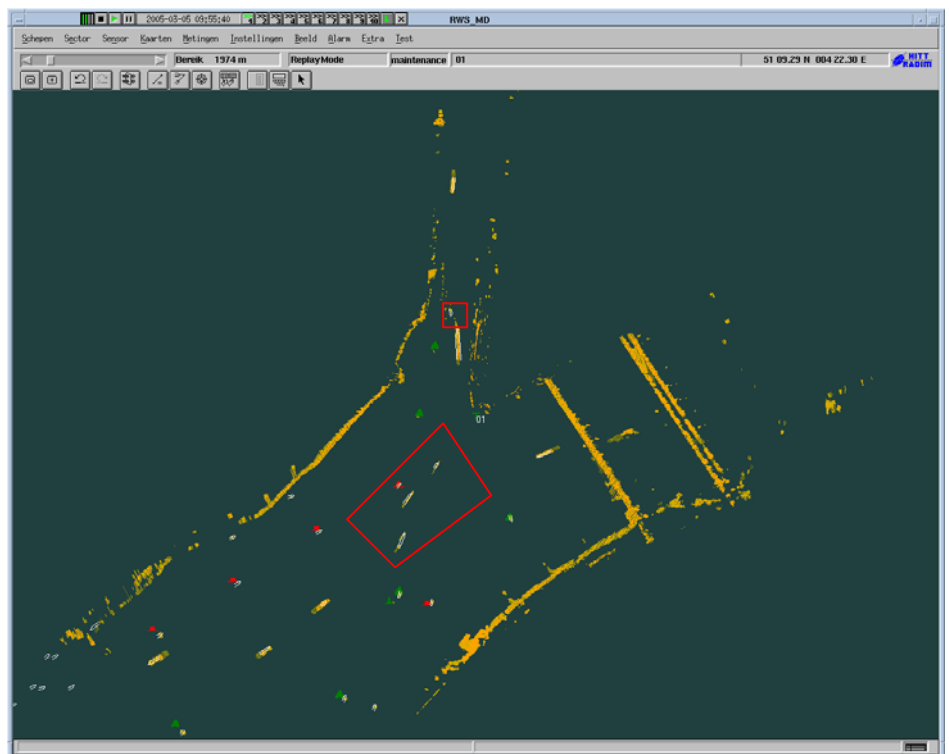 2005-03-05 09:55:40 RWS_MD
Schepen Sector Sensor Kaarten Metingen Instellingen Beeld Alarm Extra Test
Bereik 1974 m ReplayMode maintenance 01 51 09.29 N 004 22.30 E HITT RADIM
01